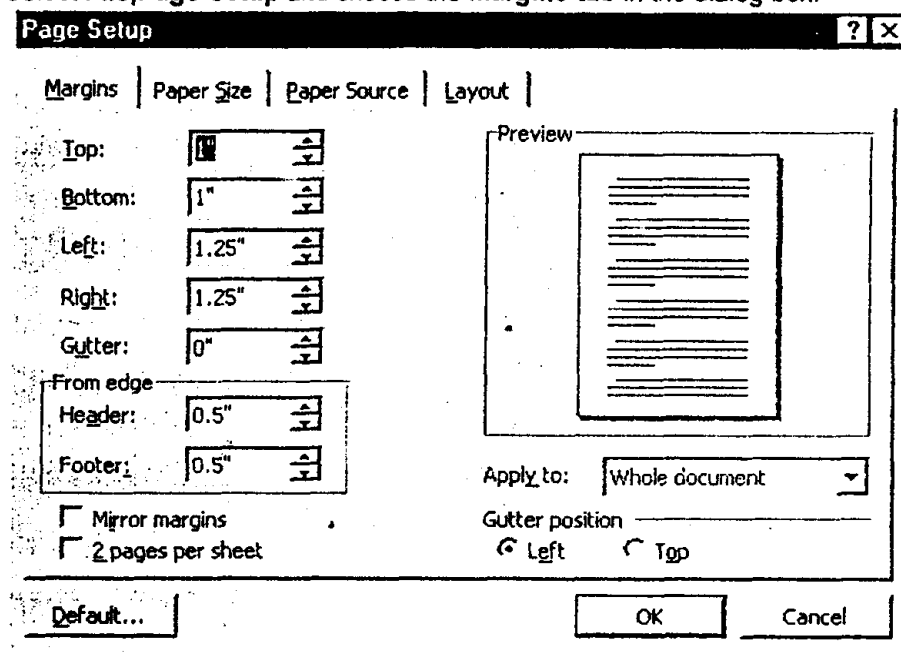 Page Setup
Margins Paper Size Paper Source Layout
Top:
Bottom: 1"
Left: 1.25"
Right: 1.25"
Gutter: 0"
From edge
Header: 0.5"
Footer: 0.5"
Mirror margins
2 pages per sheet
Preview
Apply to: Whole document
Gutter position
Left Top
Default... OK Cancel